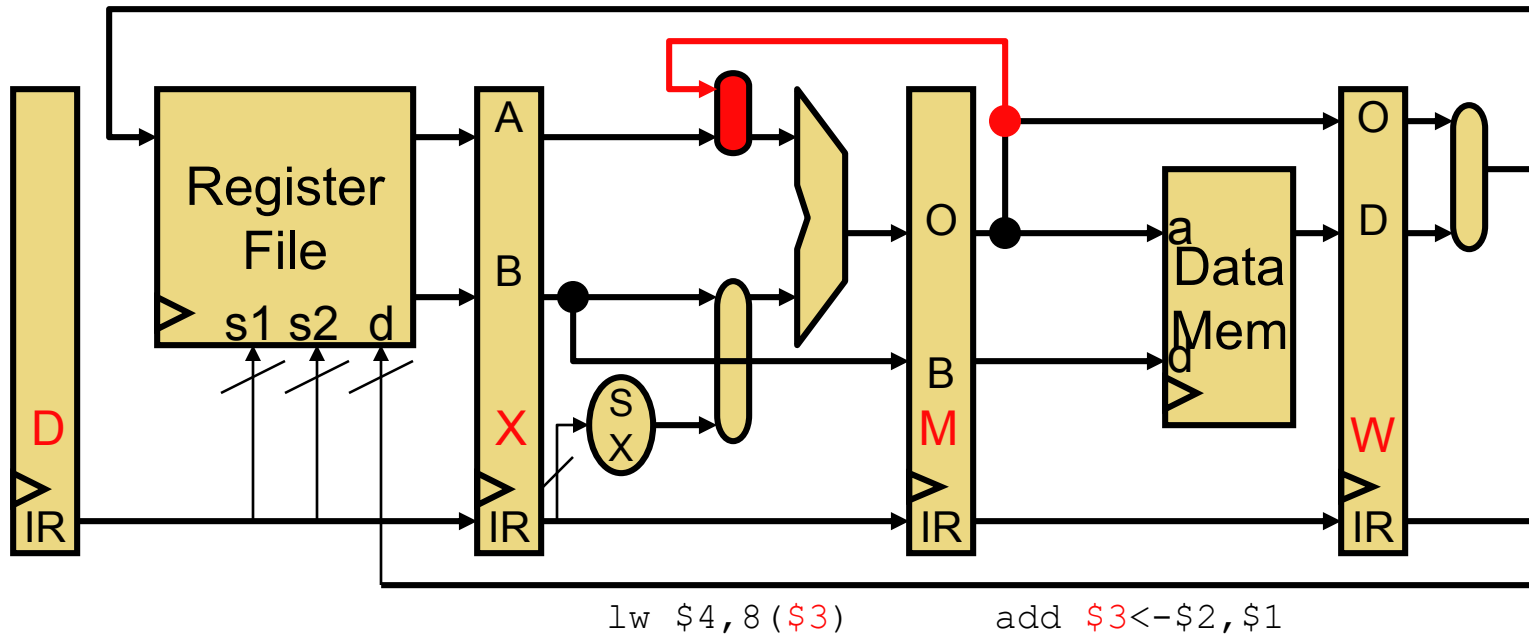 A
O
Register
File
O
D
B
a
Data
Mem
d
s1 s2 d
B
S
X
D
X
M
W
IR
IR
IR
IR
lw $4,8($3)
add $3<-$2,$1